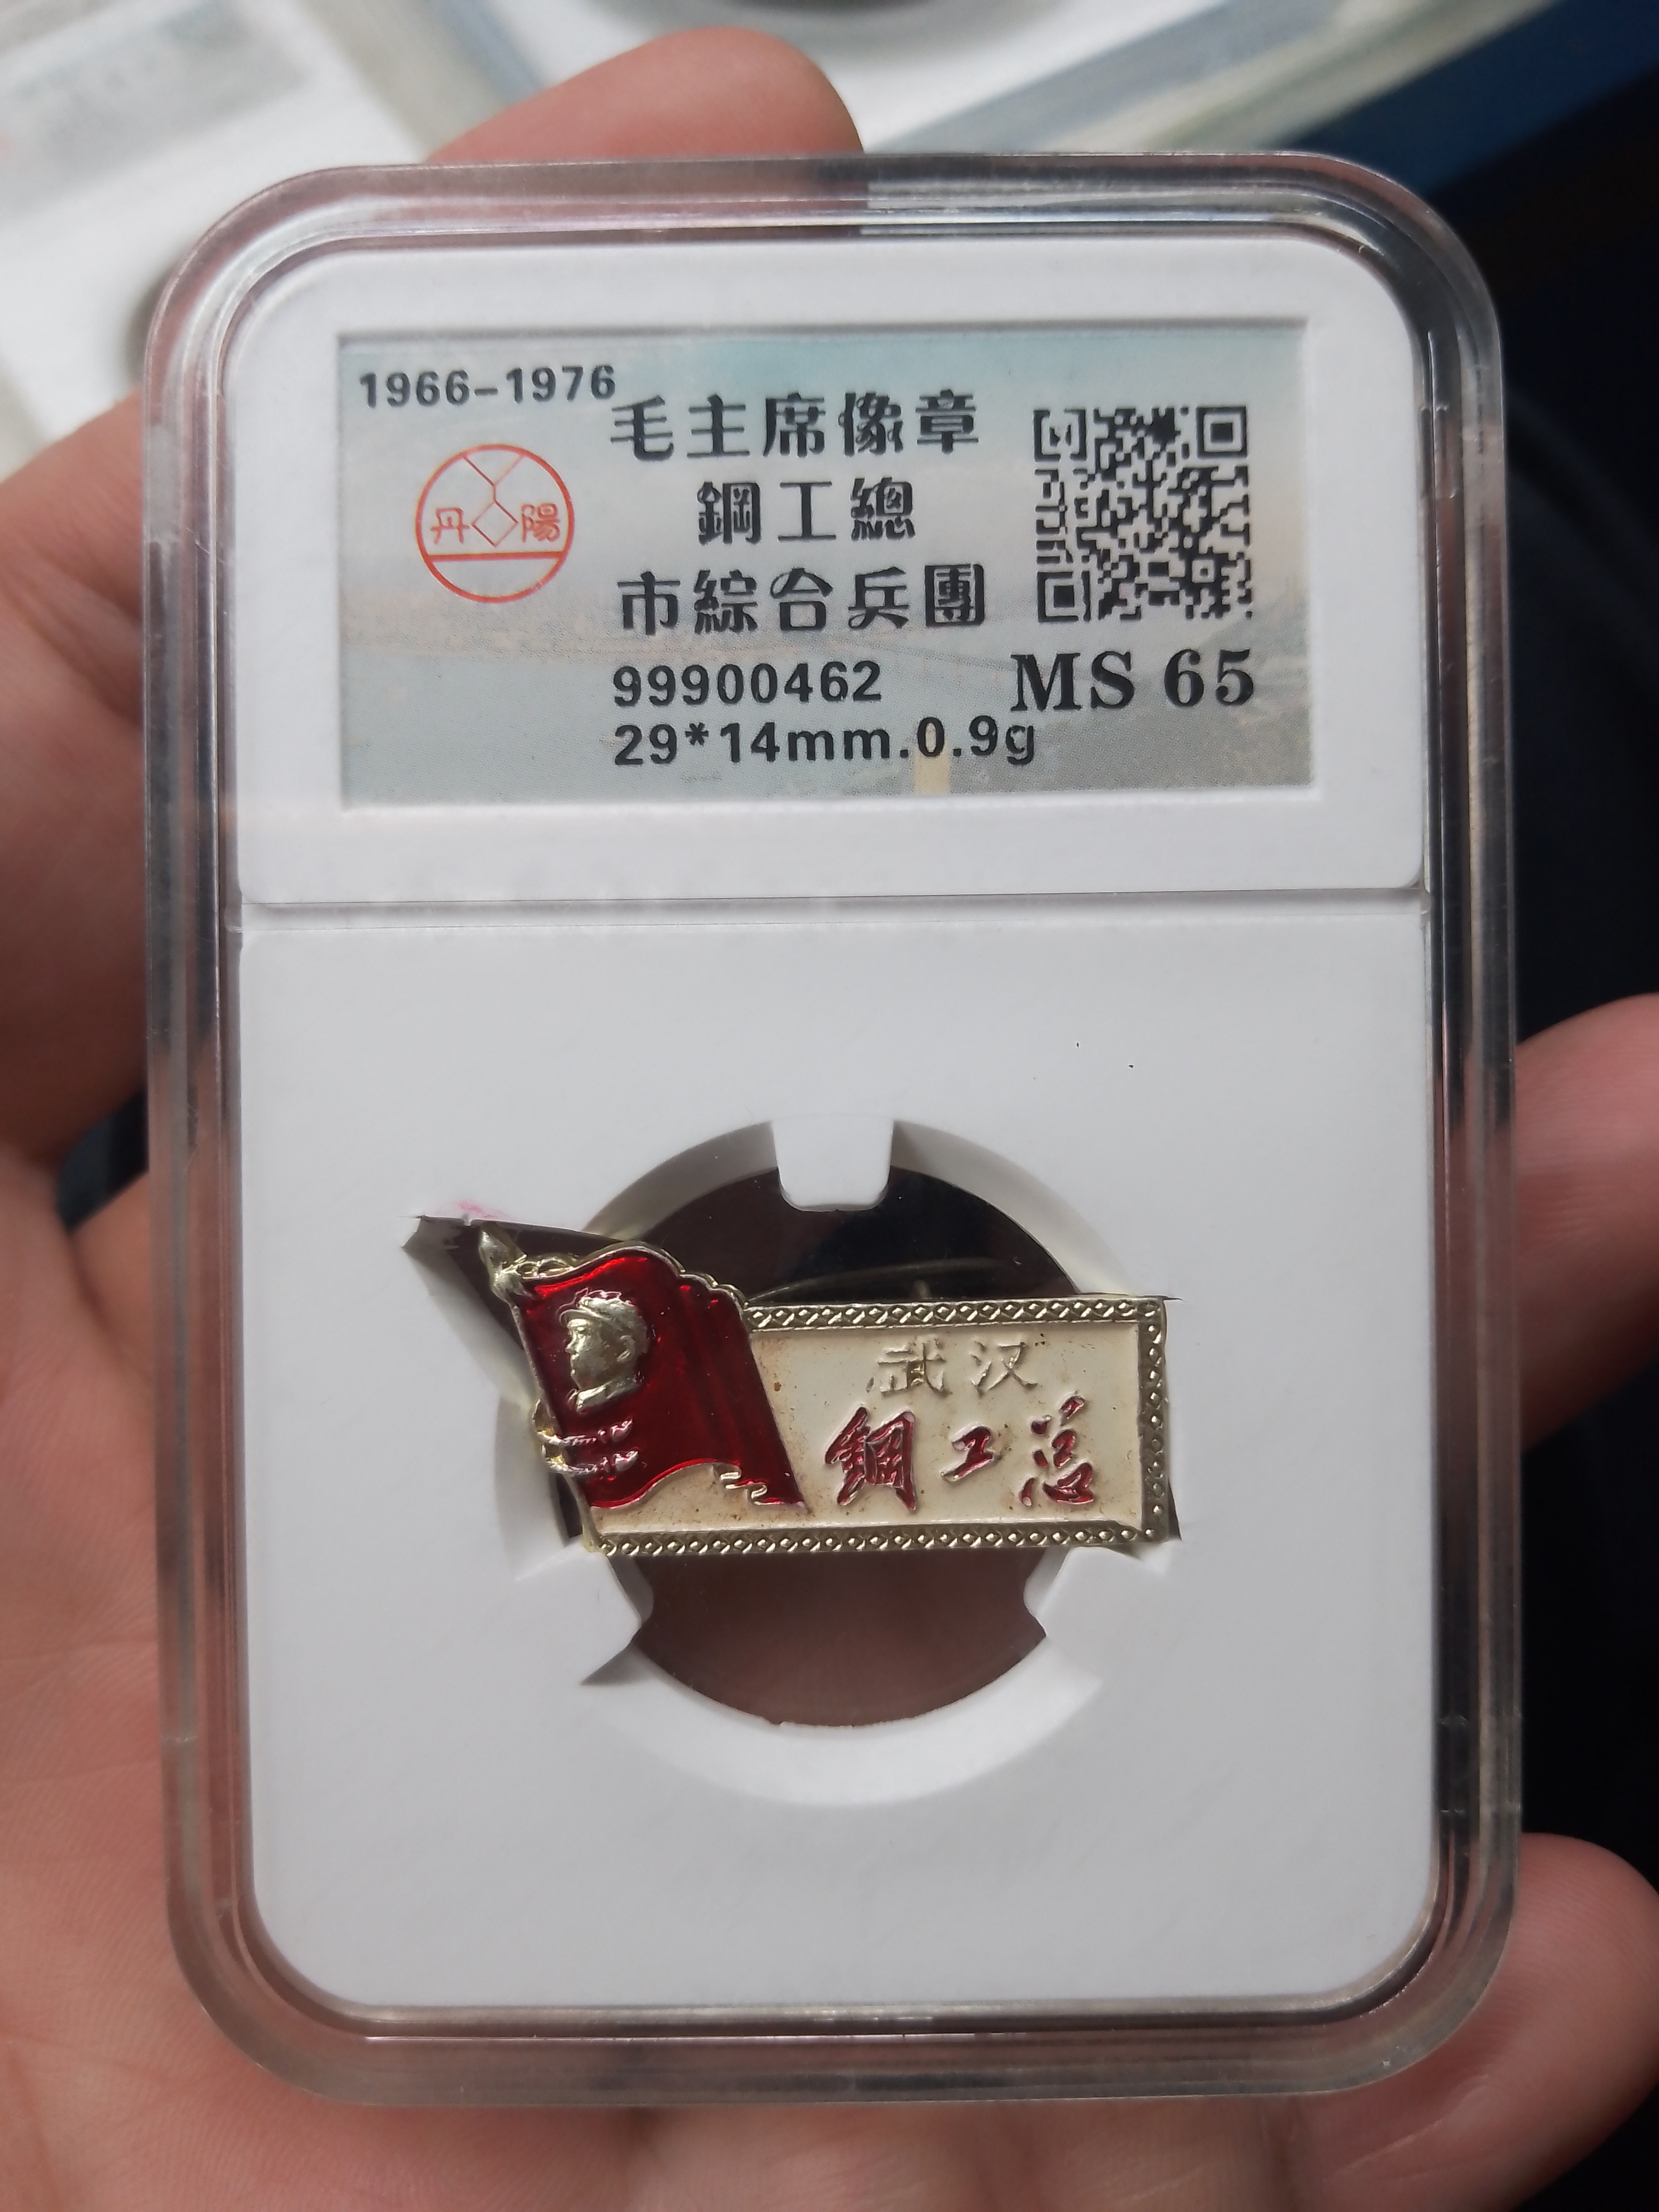 1966-1976
毛主席像章
丹陽
鋼工總
市綜合兵團
99900462 MS 65
29*14mm.0.9g
武汉
鋼工总